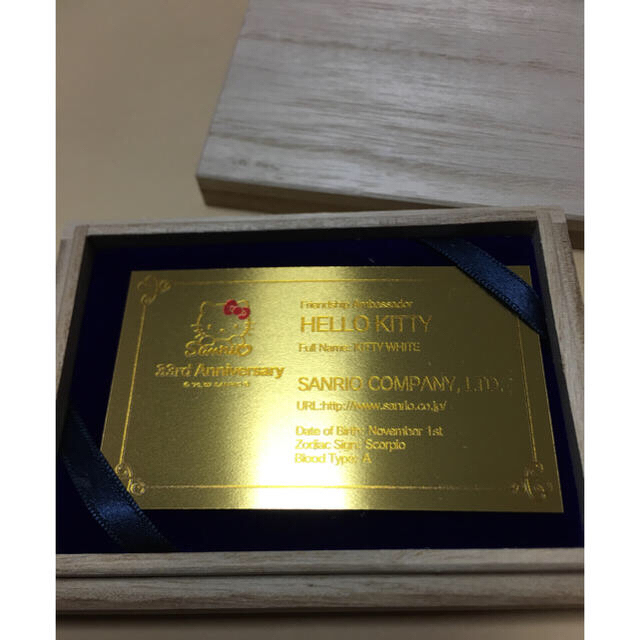 Sanrio
33rd Anniversary
Friendship Ambassador
HELLO KITTY
Full Name: KITTY WHITE
SANRIO COMPANY, LTD.
URL:http://www.sanrio.co.jp/
Date of Birth: November 1st
Zodiac Sign: Scorpio
Blood Type: A